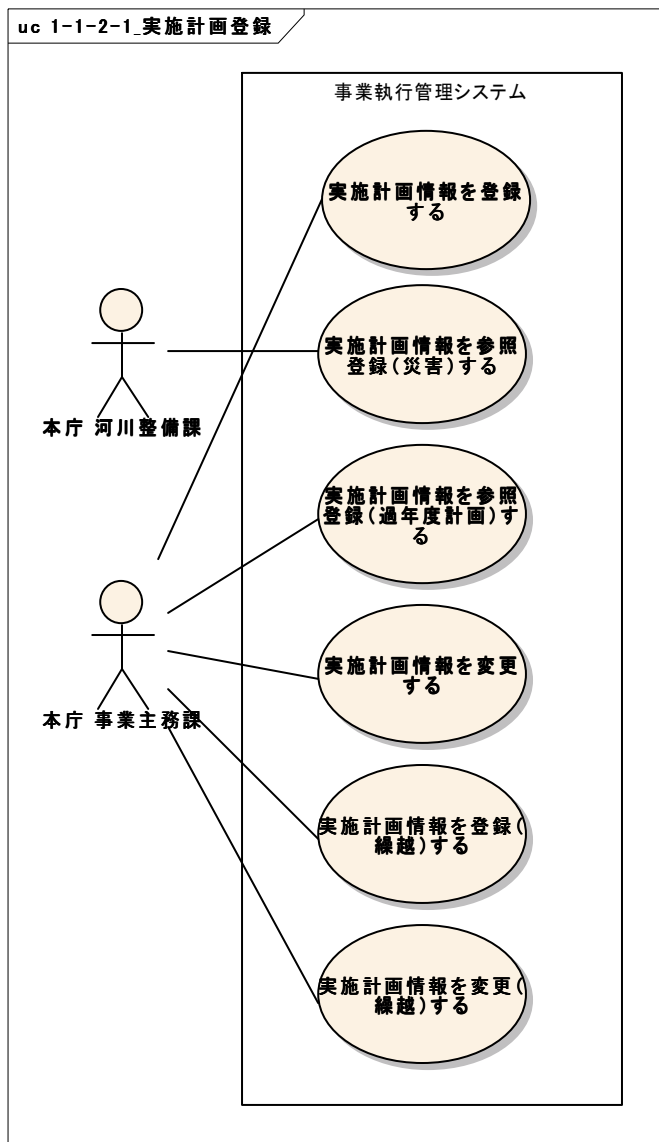 uc 1-1-2-1_実施計画登録
事業執行管理システム
実施計画情報を登録
する
実施計画情報を参照
登録(災害)する
本庁 河川整備課
実施計画情報を参照
登録(過年度計画)す
る
実施計画情報を変更
する
本庁 事業主務課
実施計画情報を登録(
繰越)する
実施計画情報を変更(
繰越)する